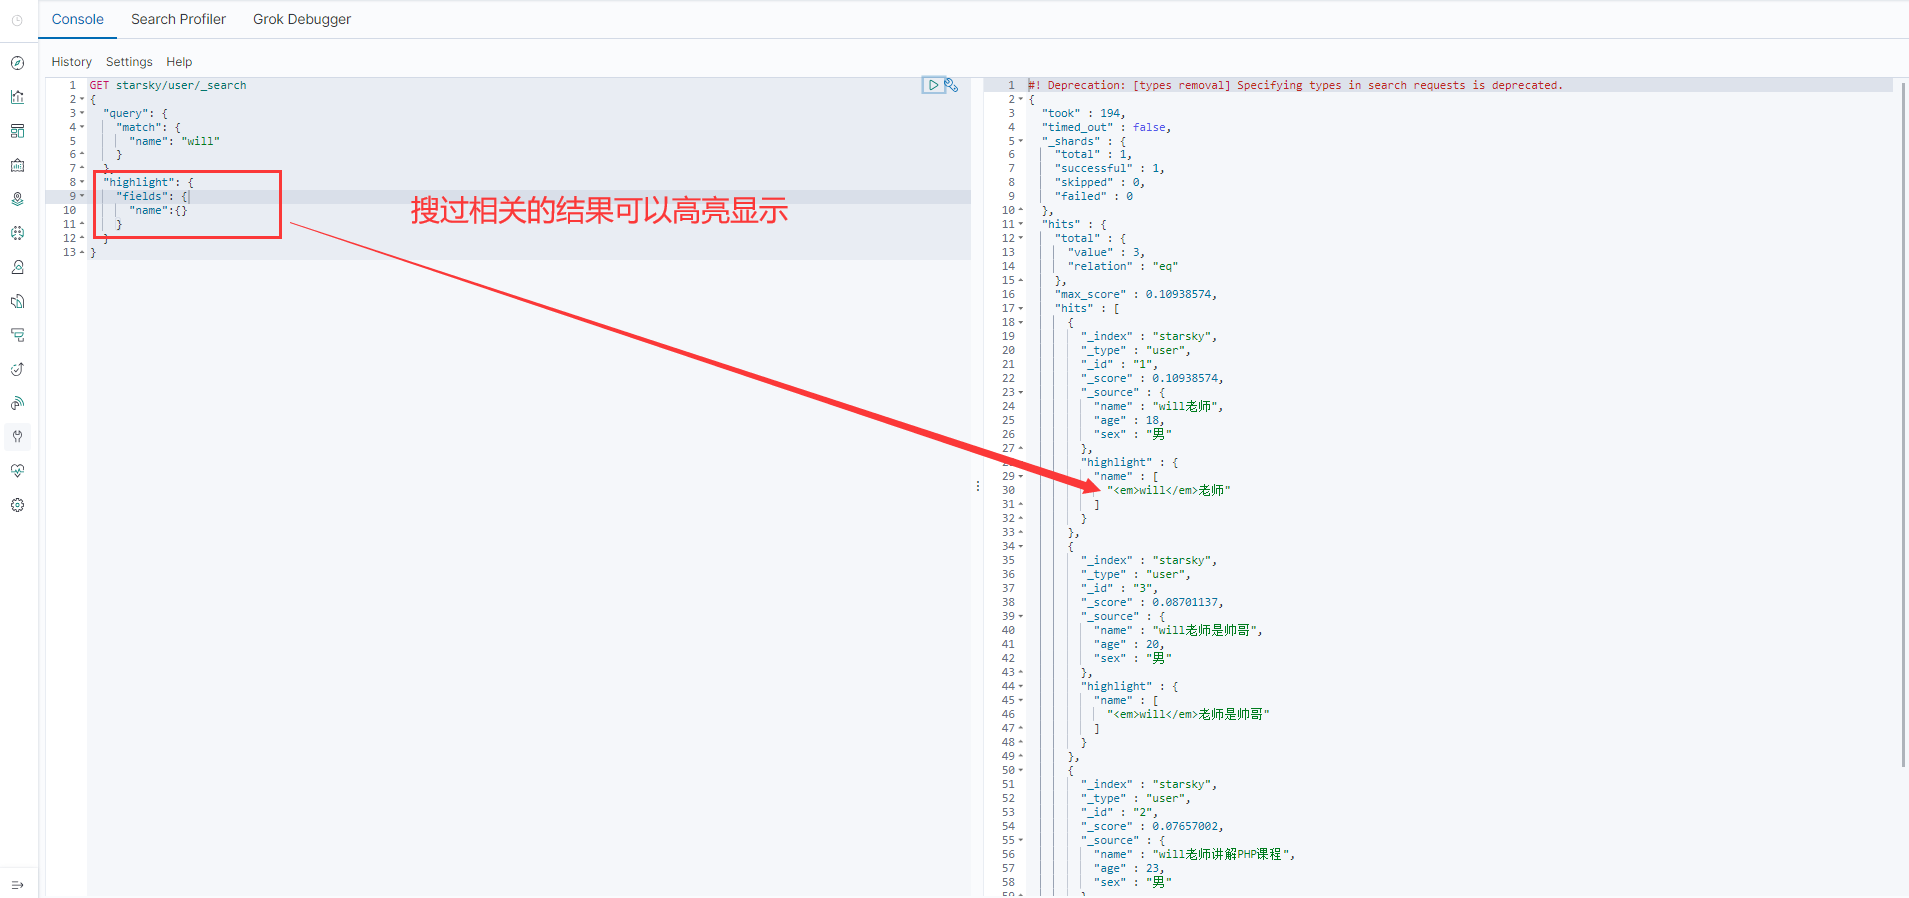 Console Search Profiler Grok Debugger
History Settings Help
1 GET starsky/user/_search
2 {
3 "query": {
4 "match": {
5 "name": "will"
6 }
7 },
8 "highlight": {
9 "fields": {
10 "name":{}
11 }
12 }
13 }
搜过相关的结果可以高亮显示
1 #! Deprecation: [types removal] Specifying types in search requests is deprecated.
2 {
3 "took" : 194,
4 "timed_out" : false,
5 "_shards" : {
6 "total" : 1,
7 "successful" : 1,
8 "skipped" : 0,
9 "failed" : 0
10 },
11 "hits" : {
12 "total" : {
13 "value" : 3,
14 "relation" : "eq"
15 },
16 "max_score" : 0.10938574,
17 "hits" : [
18 {
19 "_index" : "starsky",
20 "_type" : "user",
21 "_id" : "1",
22 "_score" : 0.10938574,
23 "_source" : {
24 "name" : "will老师",
25 "age" : 18,
26 "sex" : "男"
27 },
"highlight" : {
29 "name" : [
30 "<em>will</em>老师"
31 ]
32 }
33 },
34 {
35 "_index" : "starsky",
36 "_type" : "user",
37 "_id" : "3",
38 "_score" : 0.08701137,
39 "_source" : {
40 "name" : "will老师是帅哥",
41 "age" : 20,
42 "sex" : "男"
43 },
44 "highlight" : {
45 "name" : [
46 "<em>will</em>老师是帅哥"
47 ]
48 }
49 },
50 {
51 "_index" : "starsky",
52 "_type" : "user",
53 "_id" : "2",
54 "_score" : 0.07657002,
55 "_source" : {
56 "name" : "will老师讲解PHP课程",
57 "age" : 23,
58 "sex" : "男"